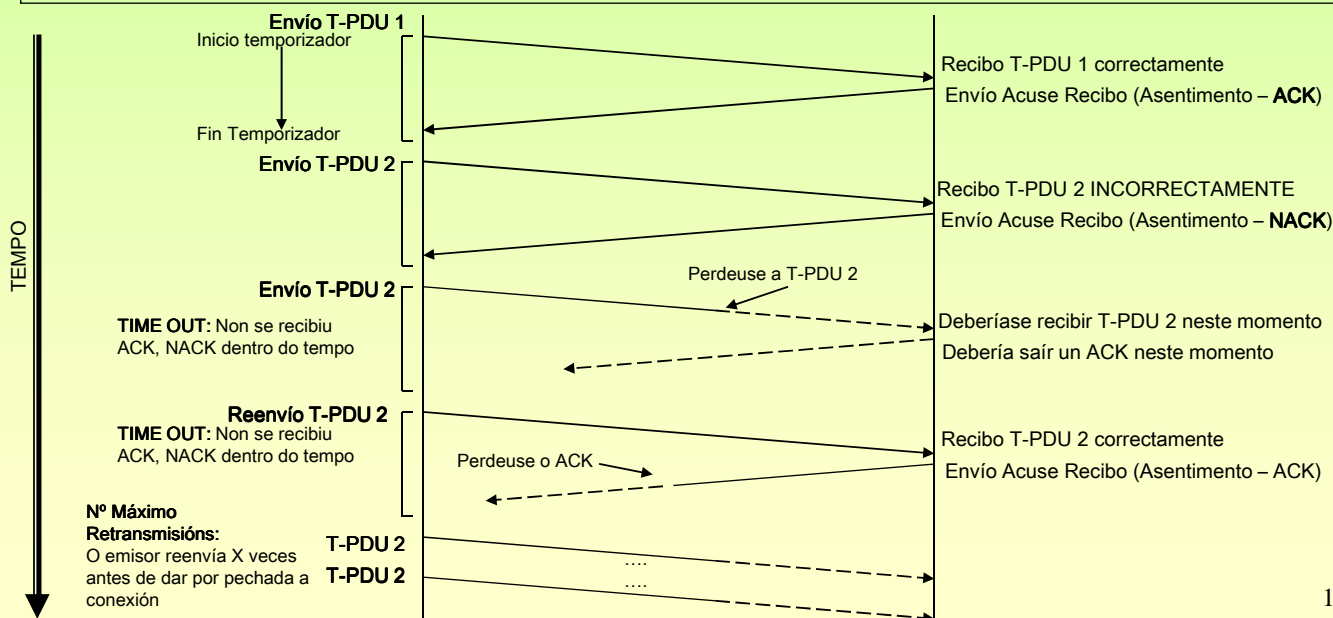 Envío T-PDU 1
Inicio temporizador
Recibo T-PDU 1 correctamente
Envío Acuse Recibo (Asentimento – ACK)
Fin Temporizador
Envío T-PDU 2
Recibo T-PDU 2 INCORRECTAMENTE
Envío Acuse Recibo (Asentimento – NACK)
TEMPO
Perdeuse a T-PDU 2
Envío T-PDU 2
TIME OUT: Non se recibiu
ACK, NACK dentro do tempo
Deberíase recibir T-PDU 2 neste momento
Debería saír un ACK neste momento
Reenvío T-PDU 2
TIME OUT: Non se recibiu
ACK, NACK dentro do tempo
Recibo T-PDU 2 correctamente
Perdeuse o ACK
Envío Acuse Recibo (Asentimento – ACK)
Nº Máximo
Retransmisións:
O emisor reenvía X veces
antes de dar por pechada a
conexión
T-PDU 2
....
T-PDU 2
....
1